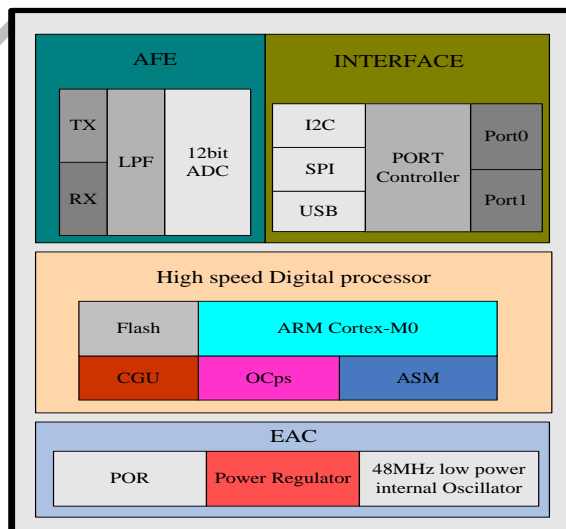 AFE
INTERFACE
TX
RX
LPF
12bit
ADC
I2C
SPI
USB
PORT
Controller
Port0
Port1
High speed Digital processor
Flash
ARM Cortex-M0
CGU
OCps
ASM
EAC
POR
Power Regulator
48MHz low power
internal Oscillator